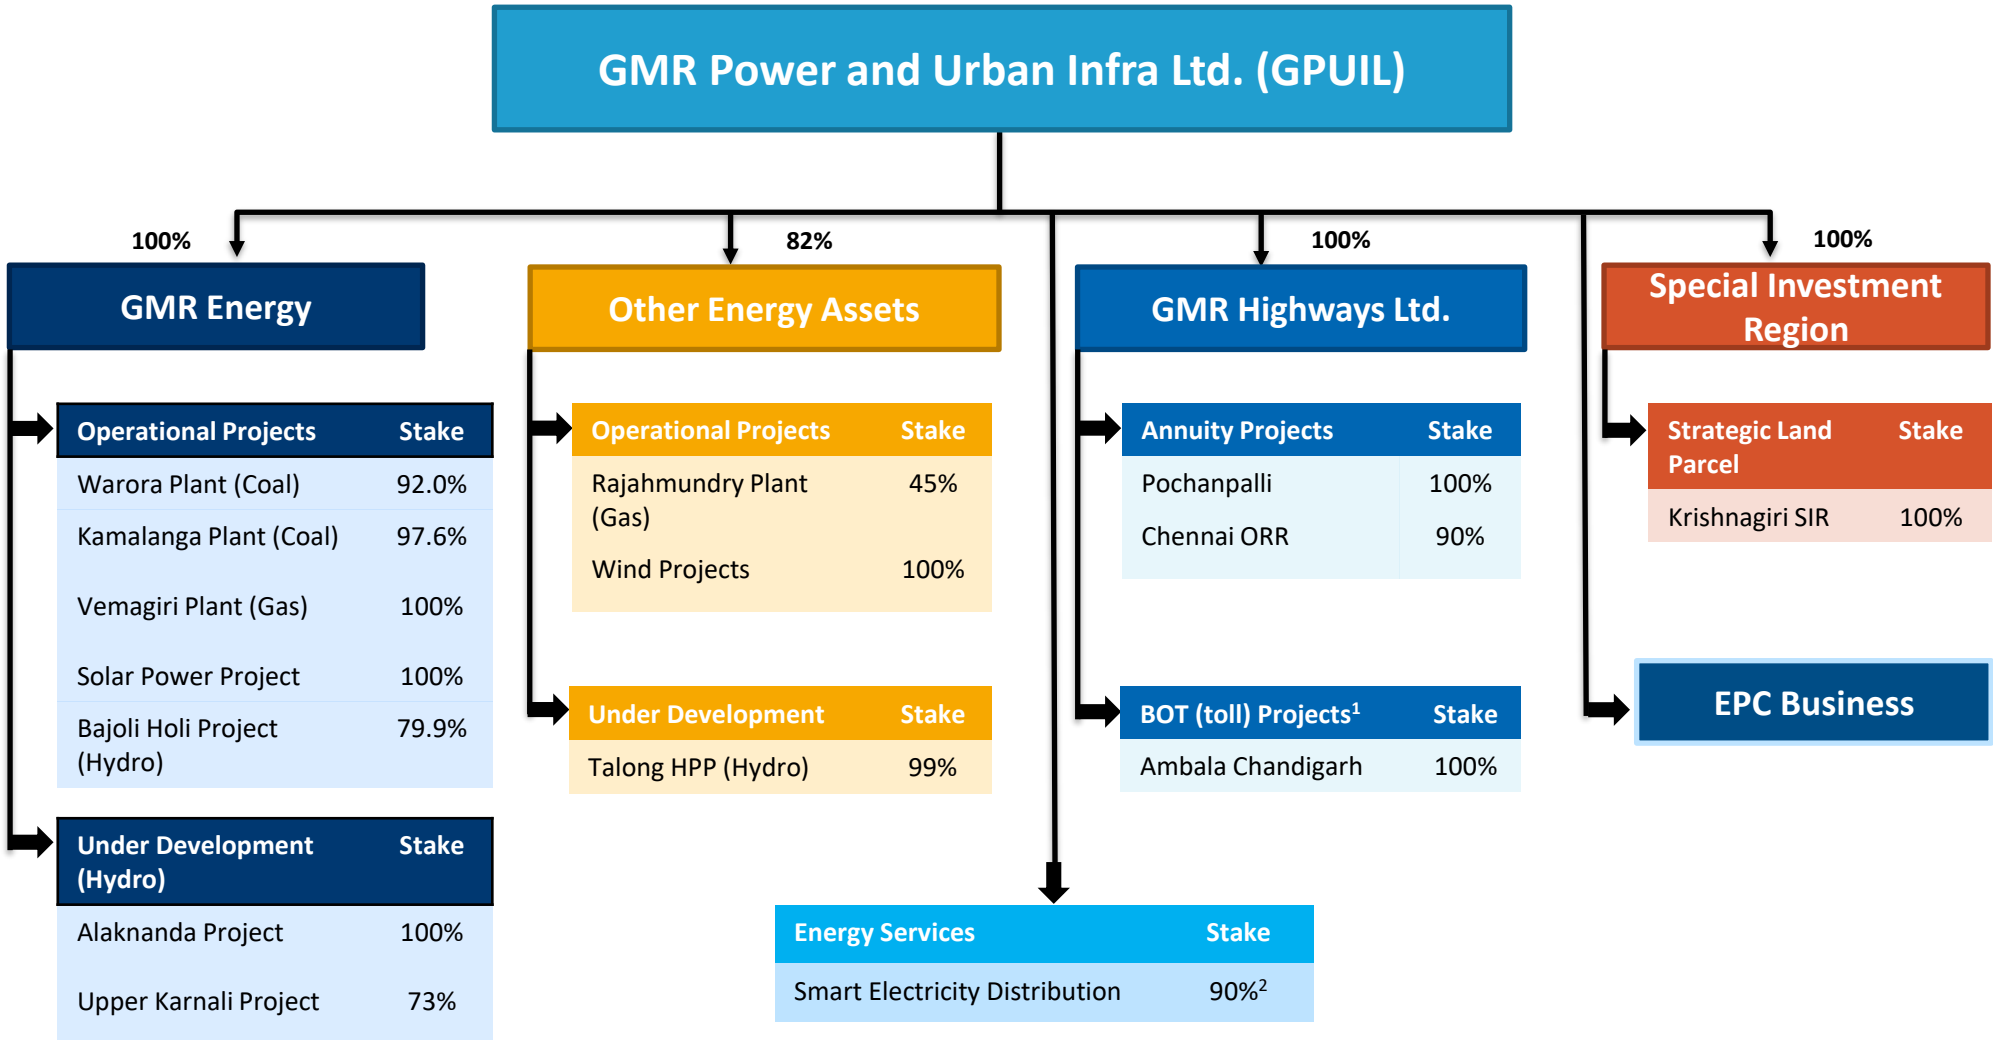 GMR Power and Urban Infra Ltd. (GPUIL)
100%
82%
100%
100%
GMR Energy
Operational Projects Stake
Warora Plant (Coal) 92.0%
Kamalanga Plant (Coal) 97.6%
Vemagiri Plant (Gas) 100%
Solar Power Project 100%
Bajoli Holi Project 79.9%
(Hydro)
Under Development Stake
(Hydro)
Alaknanda Project 100%
Upper Karnali Project 73%
Other Energy Assets
Operational Projects Stake
Rajahmundry Plant 45%
(Gas)
Wind Projects 100%
Under Development Stake
Talong HPP (Hydro) 99%
Energy Services Stake
Smart Electricity Distribution 90%²
GMR Highways Ltd.
Annuity Projects Stake
Pochanpalli 100%
Chennai ORR 90%
BOT (toll) Projects¹ Stake
Ambala Chandigarh 100%
Special Investment
Region
Strategic Land Stake
Parcel
Krishnagiri SIR 100%
EPC Business